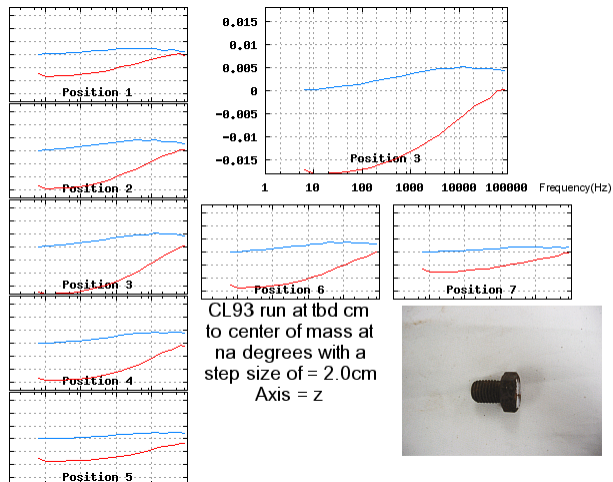 Position 1
Position 2
Position 3
Position 4
Position 5
0.015
0.01
0.005
0
-0.005
-0.01
-0.015
Position 3
1 10 100 1000 10000 100000 Frequency(Hz)
Position 6
Position 7
CL93 run at tbd cm
to center of mass at
na degrees with a
step size of = 2.0cm
Axis = z